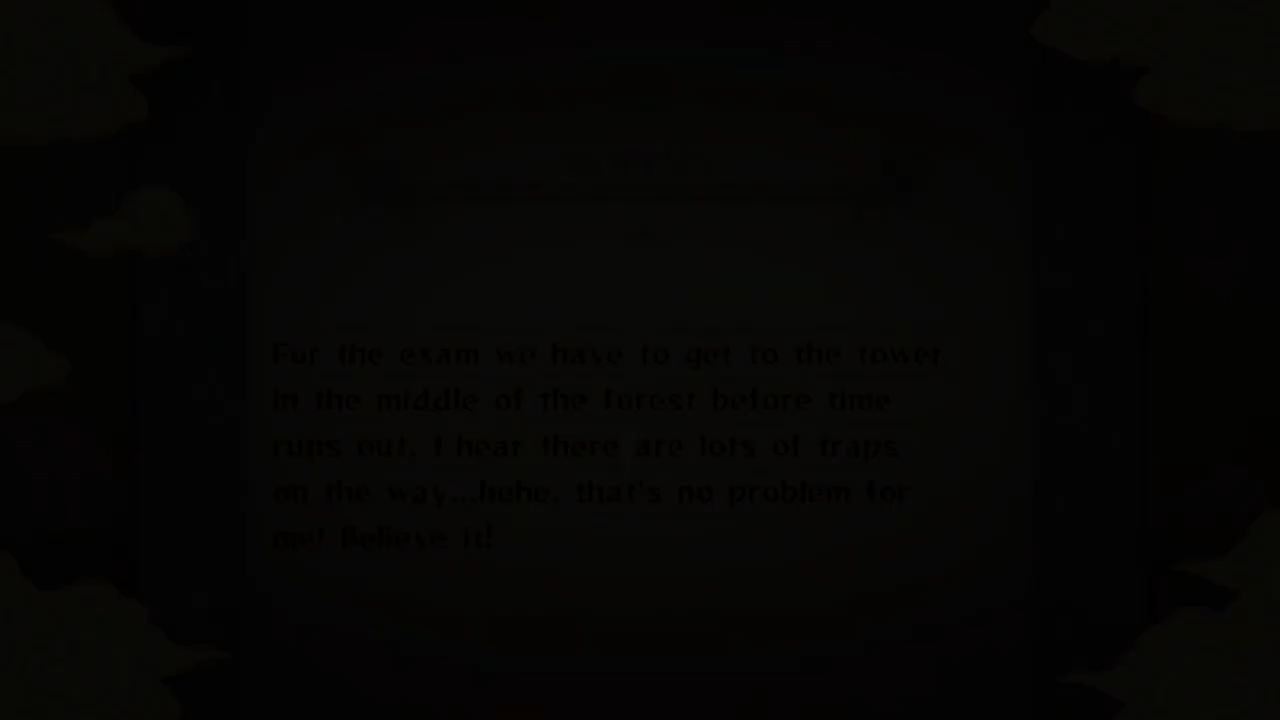 For the exam we have to get to the tower
in the middle of the forest before time
runs out. I hear there are lots of traps
on the way...hehe, that's no problem for
me! Believe it!